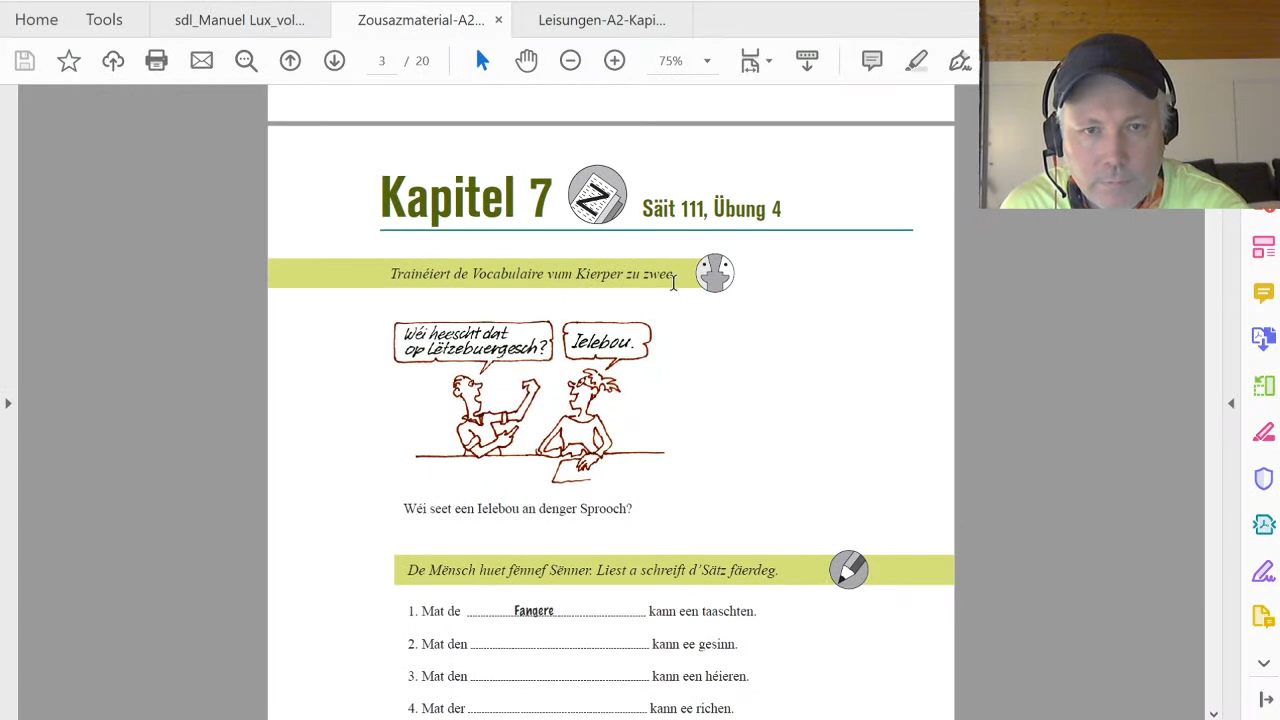 Home Tools sdl_Manuel Lux_vol... Zousazmaterial-A2... × Leisungen-A2-Kapi...
3 / 20 75%
Kapitel 7 Z Säit 111, Übung 4
Trainéiert de Vocabulaire vum Kierper zu zwee.
Wéi heescht dat
op Lëtzebuergesch?
Ielebou.
Wéi seet een Ielebou an denger Sprooch?
De Mënsch huet fënnef Sënner. Liest a schreift d'Sätz fäerdeg.
1. Mat de Fangere kann een taaschten.
2. Mat den kann ee gesinn.
3. Mat den kann een héieren.
4. Mat der kann ee richen.